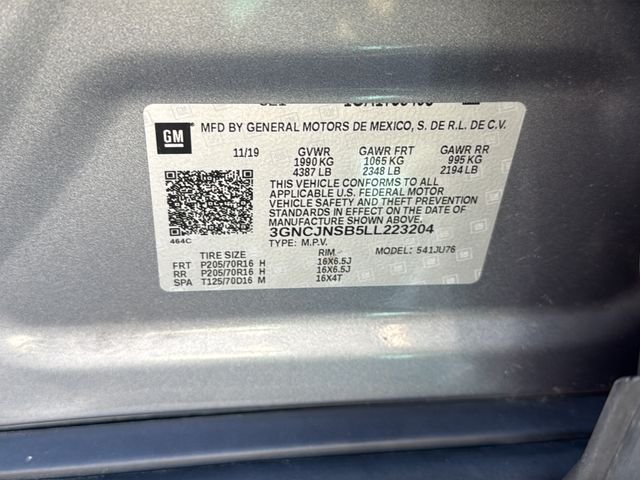 GM
MFD BY GENERAL MOTORS DE MEXICO, S. DE R.L. DE C.V.
11/19 GVWR GAWR FRT GAWR RR
1990 KG 1065 KG 995 KG
4387 LB 2348 LB 2194 LB
THIS VEHICLE CONFORMS TO ALL
APPLICABLE U.S. FEDERAL MOTOR
VEHICLE SAFETY AND THEFT PREVENTION
STANDARDS IN EFFECT ON THE DATE OF
MANUFACTURE SHOWN ABOVE.
464C 3GNCJNSB5LL223204
TYPE: M.P.V. MODEL: 541JU76
TIRE SIZE RIM
FRT P205/70R16 H 16X6.5J
RR P205/70R16 H 16X6.5J
SPA T125/70D16 M 16X4T